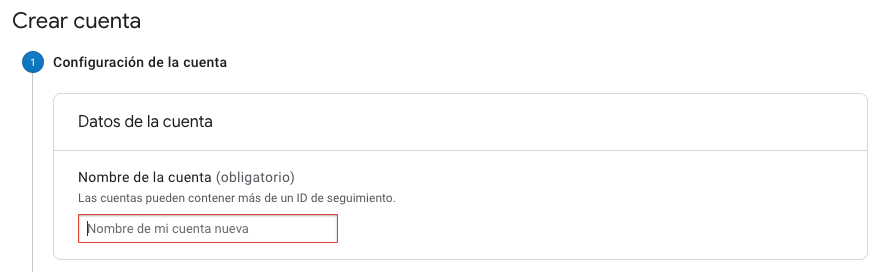 Crear cuenta
1 Configuración de la cuenta
Datos de la cuenta
Nombre de la cuenta (obligatorio)
Las cuentas pueden contener más de un ID de seguimiento.
Nombre de mi cuenta nueva